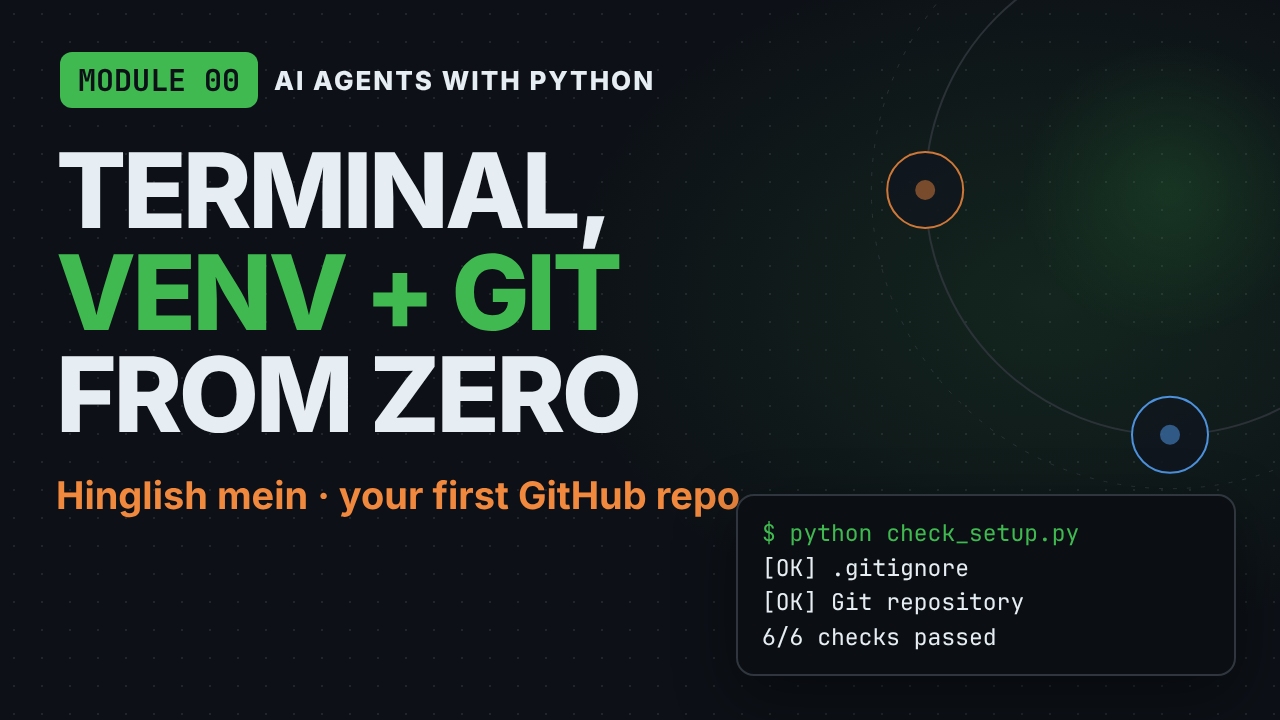 MODULE 00 AI AGENTS WITH PYTHON
TERMINAL,
VENV + GIT
FROM ZERO
Hinglish mein · your first GitHub repo
$ python check_setup.py
[OK] .gitignore
[OK] Git repository
6/6 checks passed